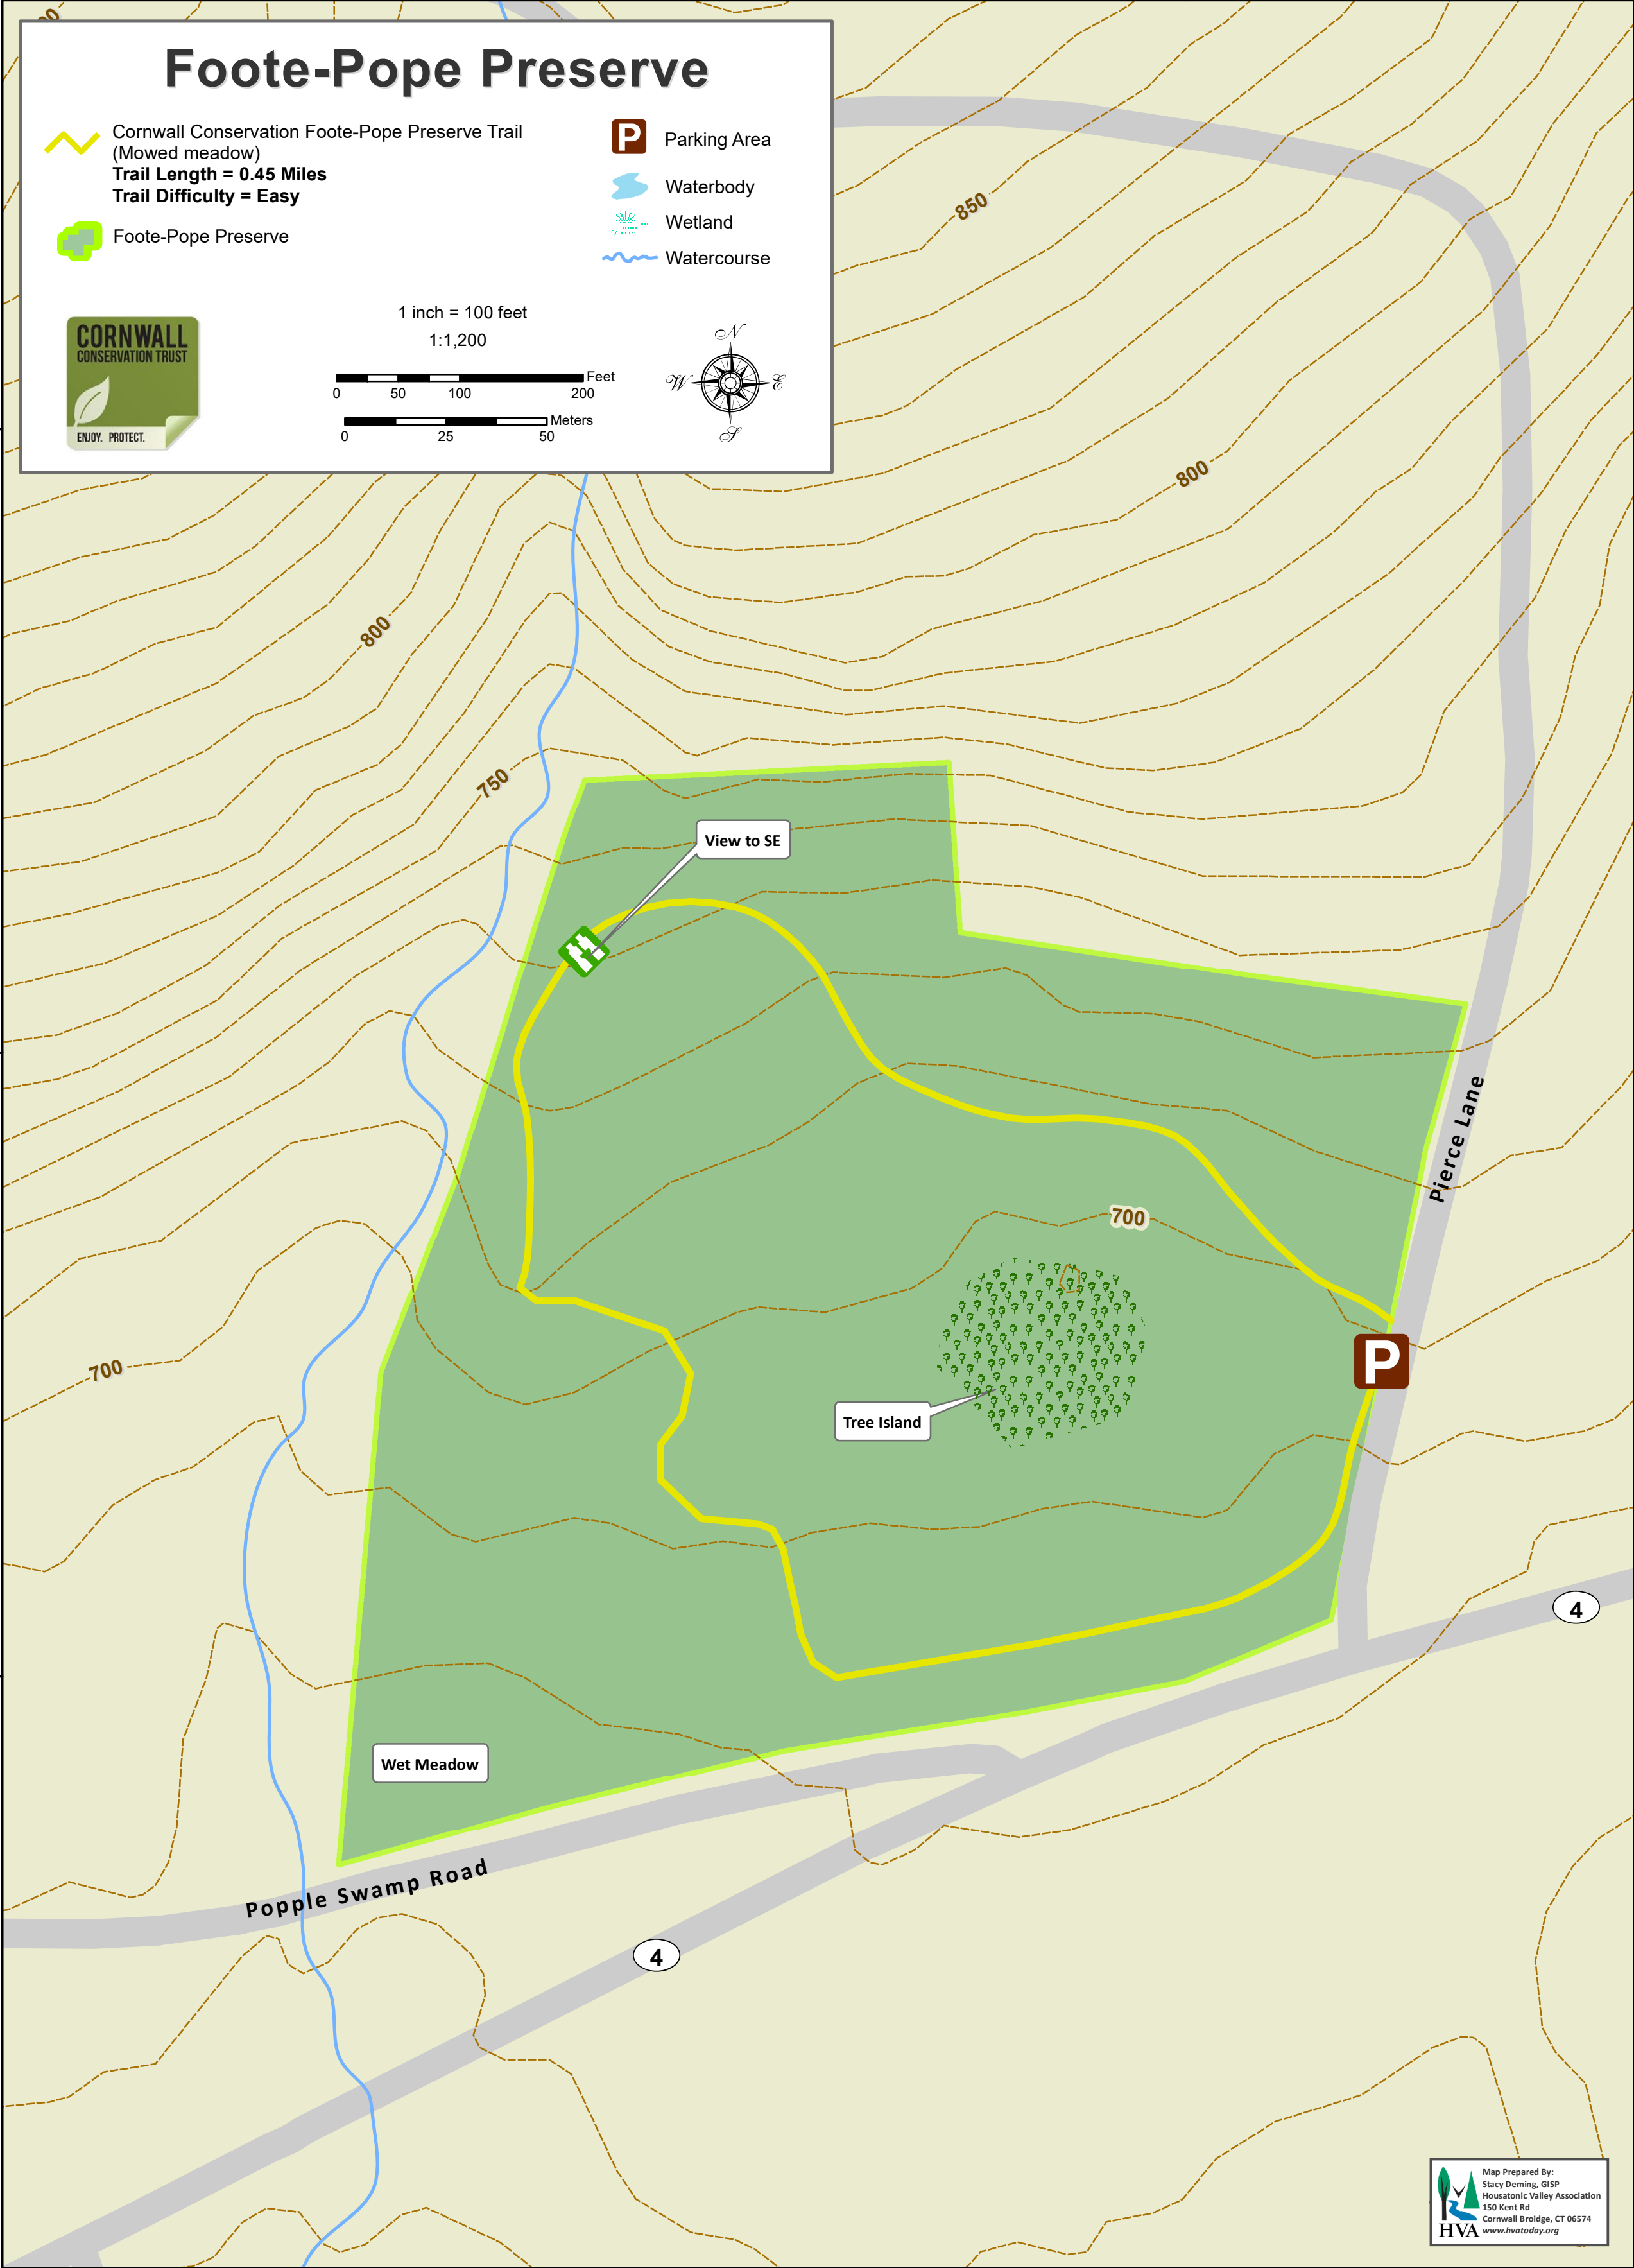 Foote-Pope Preserve
Cornwall Conservation Foote-Pope Preserve Trail
(Mowed meadow)
Trail Length = 0.45 Miles
Trail Difficulty = Easy
Foote-Pope Preserve
P
Parking Area
Waterbody
Wetland
Watercourse
CORNWALL
CONSERVATION TRUST
ENJOY. PROTECT.
1 inch = 100 feet
1:1,200
Feet
0 50 100 200
Meters
0 25 50
N
W E
S
850
800
800
750
View to SE
Pierce Lane
700
P
700
Tree Island
4
Wet Meadow
Popple Swamp Road
4
HVA
Map Prepared By:
Stacy Deming, GISP
Housatonic Valley Association
150 Kent Rd
Cornwall Broidge, CT 06574
www.hvatoday.org